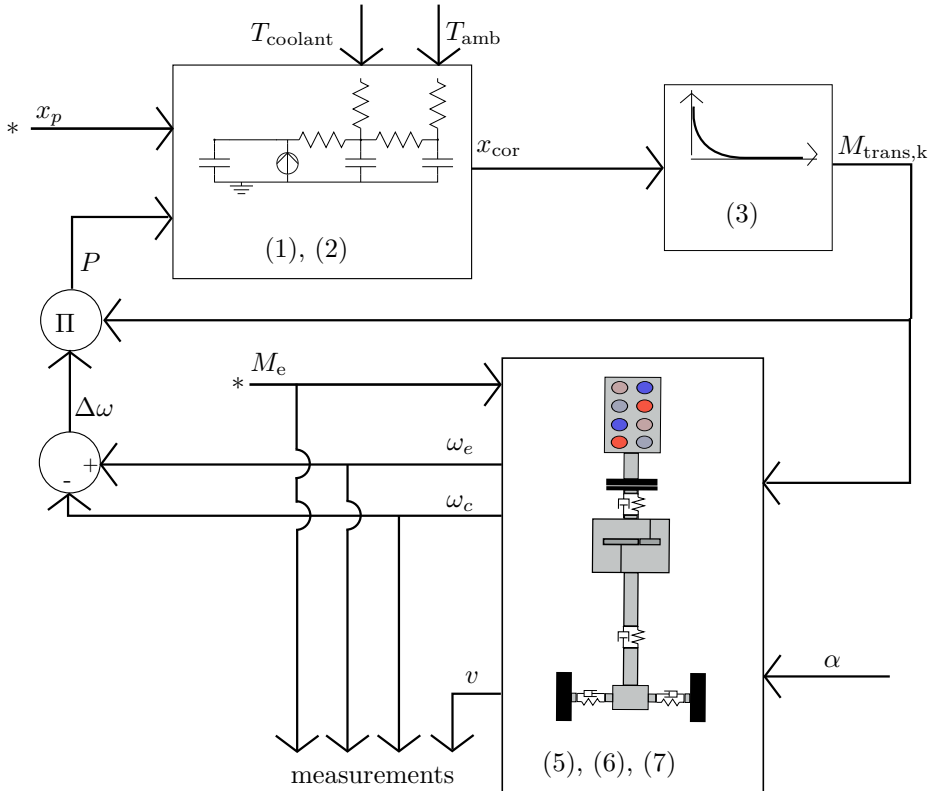 T_coolant
T_amb
* x_p
x_cor
M_trans,k
(3)
(1), (2)
P
Π
* M_e
Δω
ω_e
+
-
ω_c
v
α
(5), (6), (7)
measurements